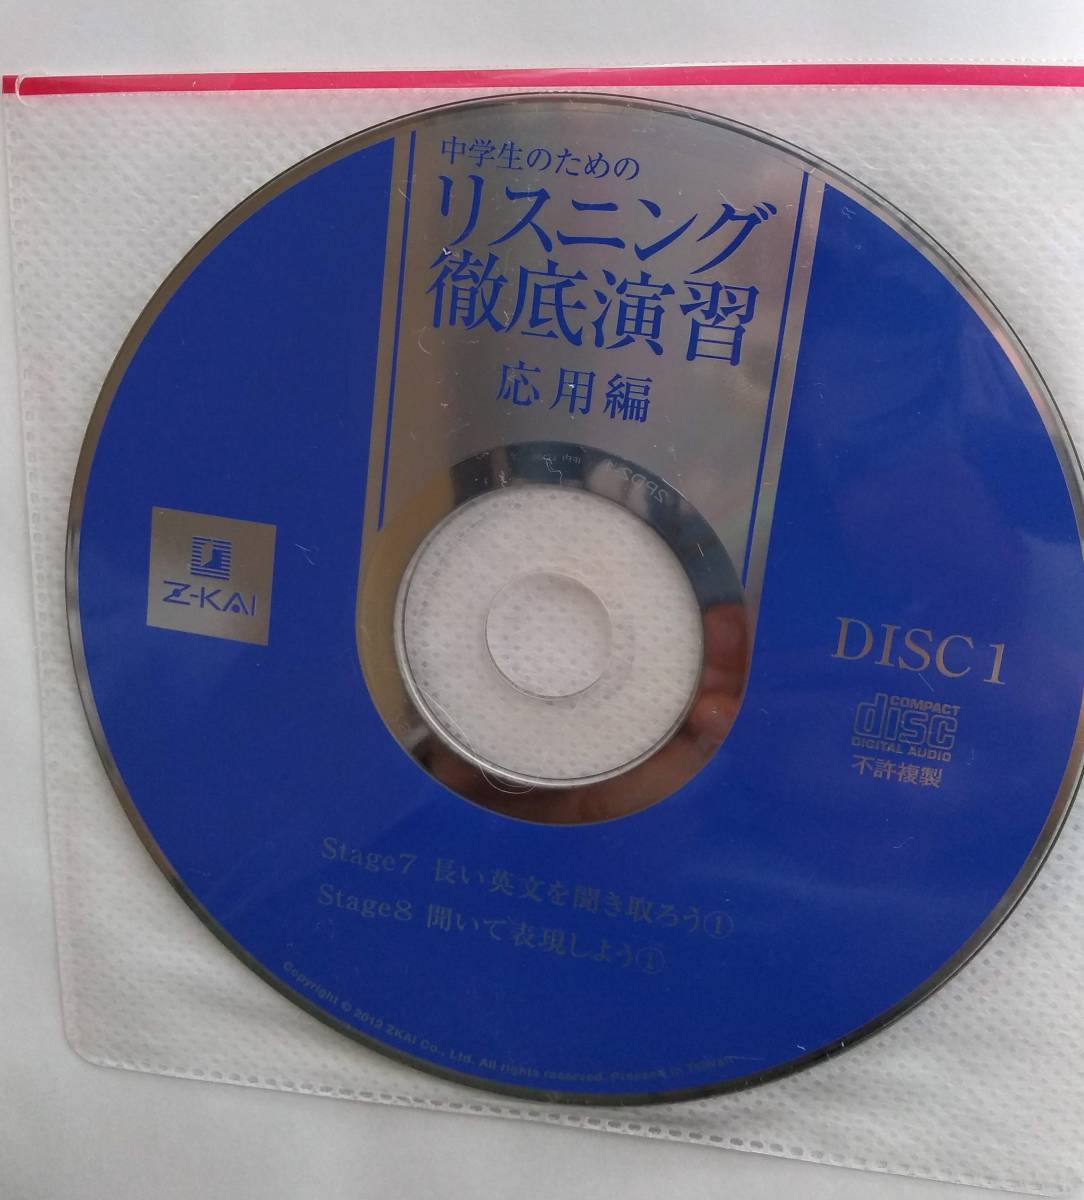 中学生のための
リスニング
徹底演習
応用編
Z-KAI
DISC 1
COMPACT
disc
DIGITAL AUDIO
不許複製
Stage7 長い英文を聞き取ろう①
Stage8 聞いて表現しよう①
Copyright © 2012 ZKAI Co., Ltd. All rights reserved. Pressed in Taiwan